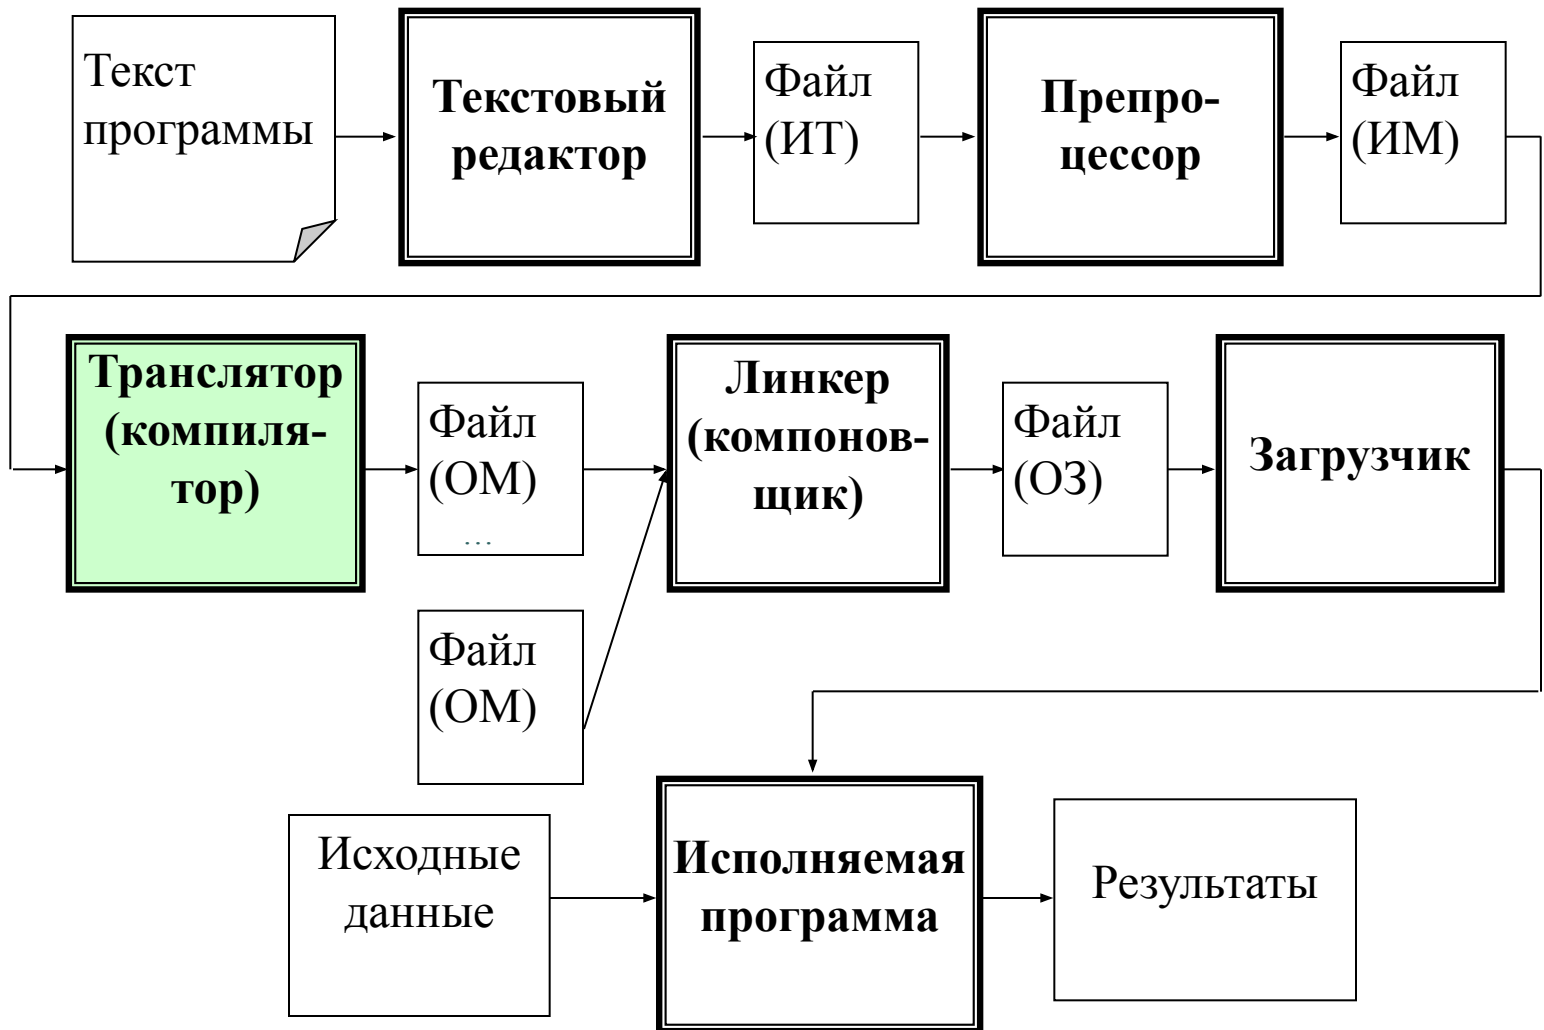 Текст
программы
Текстовый
редактор
Файл
(ИТ)
Препро-
цессор
Файл
(ИМ)
Транслятор
(компиля-
тор)
Файл
(ОМ)
...
Линкер
(компонов-
щик)
Файл
(ОЗ)
Загрузчик
Файл
(ОМ)
Исходные
данные
Исполняемая
программа
Результаты